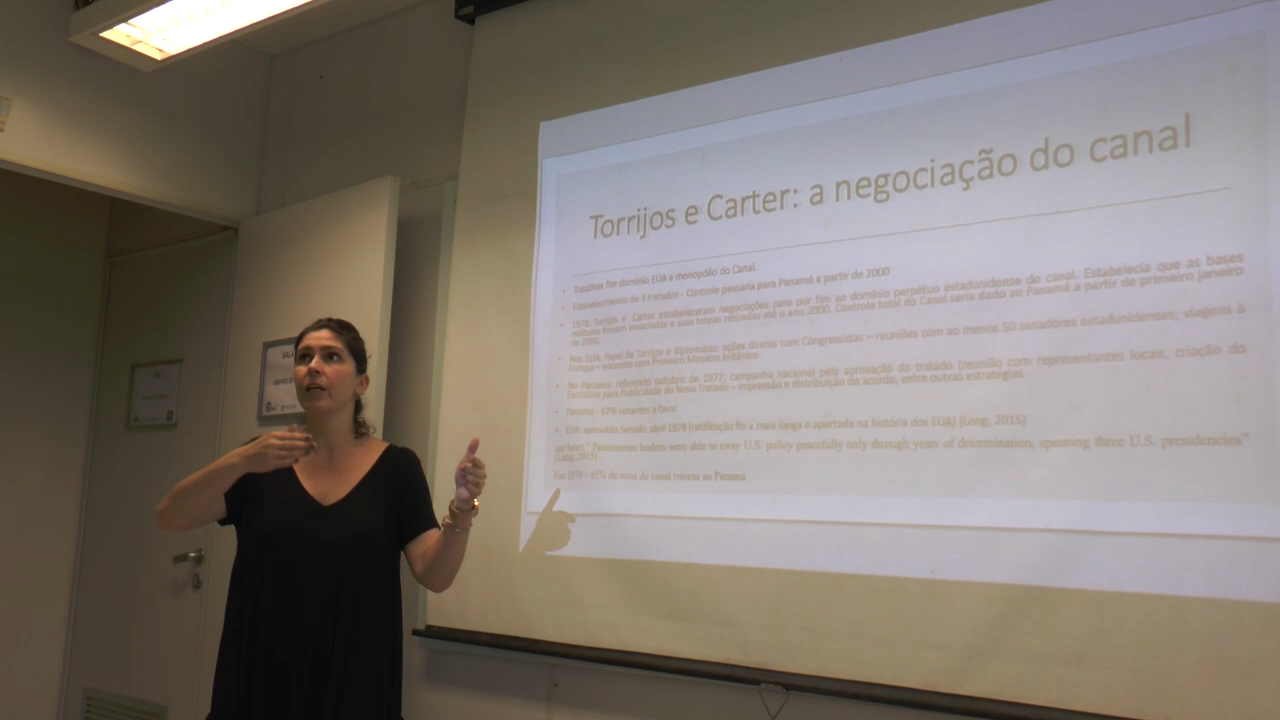 Torrijos e Carter: a negociação do canal
Tratativas fim domínio EUA e monopólio do Canal.
Estabelecimento de 3 tratados - Controle passaria para Panamá a partir de 2000
1978: Torrijos e Carter estabeleceram negociações para por fim ao domínio perpétuo estadunidense do canal. Estabelecia que as bases
militares fossem esvaziadas e suas tropas retiradas até o ano 2000. Controle total do Canal seria dado ao Panamá a partir de primeiro janeiro
de 2000.
Nos EUA, Papel de Torrijos e diplomatas: ações diretas com Congressistas – reuniões com ao menos 50 senadores estadunidenses; viagens à
Europa – encontro com Primeiro Ministro britânico
No Panamá: referendo outubro de 1977; campanha nacional pela aprovação do tratado (reunião com representantes locais, criação do
Escritório para Publicidade do Novo Tratado – impressão e distribuição do acordo, entre outras estratégias
Panamá - 67% votantes a favor
EUA: aprovação Senado abril 1978 (ratificação foi a mais longa e apertada na história dos EUA) (Long, 2015)
Panamanian leaders were able to sway U.S. policy peacefully only through years of determination, spanning three U.S. presidencies"
(Long, 2015)
Em 1979 – 65% da zona do canal retorna ao Panamá
SALA